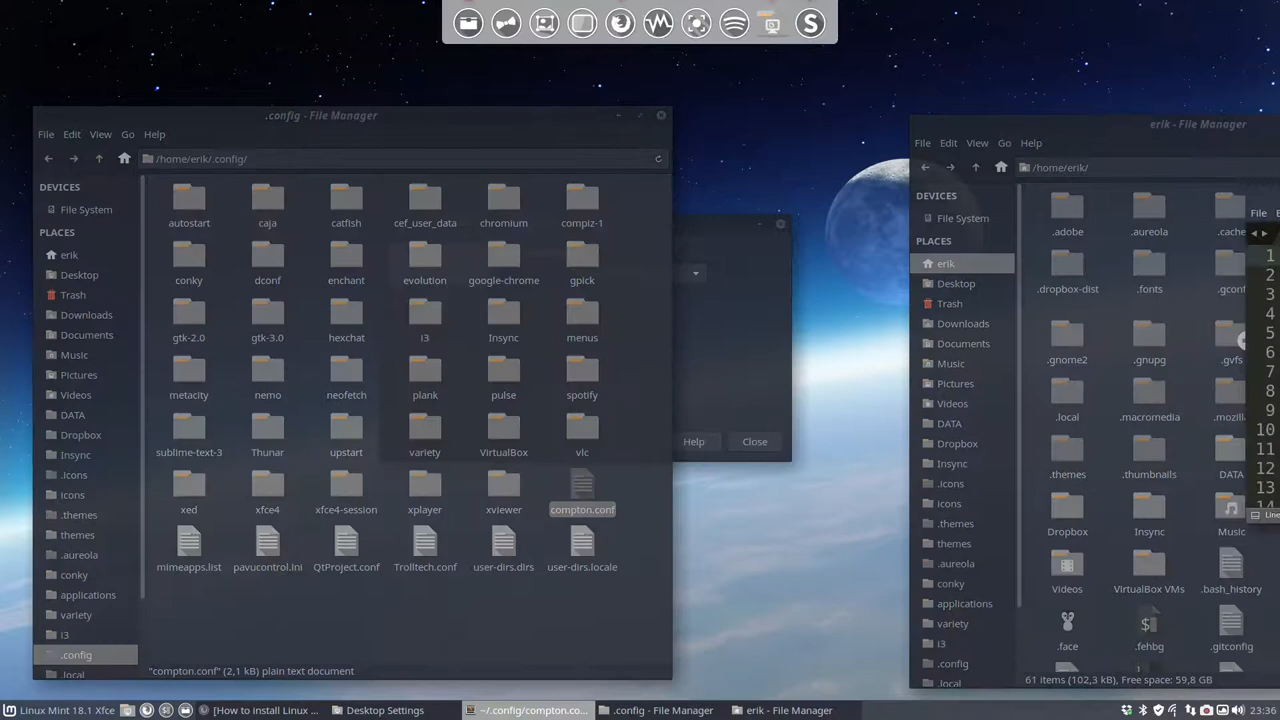 .config - File Manager
File Edit View Go Help
/home/erik/.config/
DEVICES
File System
PLACES
erik
Desktop
Trash
Downloads
Documents
Music
Pictures
Videos
DATA
Dropbox
Insync
.icons
icons
.themes
themes
.aureola
conky
applications
variety
i3
.config
.local
autostart caja catfish cef_user_data chromium compiz-1
conky dconf enchant evolution google-chrome gpick
gtk-2.0 gtk-3.0 hexchat i3 Insync menus
metacity nemo neofetch plank pulse spotify
sublime-text-3 Thunar upstart variety VirtualBox vlc
xed xfce4 xfce4-session xplayer xviewer compton.conf
mimeapps.list pavucontrol.ini QtProject.conf Trolltech.conf user-dirs.dirs user-dirs.locale
"compton.conf" (2,1 kB) plain text document
Help Close
erik - File Manager
File Edit View Go Help
/home/erik/
DEVICES
File System
PLACES
erik
Desktop
Trash
Downloads
Documents
Music
Pictures
Videos
DATA
Dropbox
Insync
.icons
icons
.themes
themes
.aureola
conky
applications
variety
i3
.config
.local
.adobe .aureola .cache
.dropbox-dist .fonts .gconf
.gnome2 .gnupg .gvfs
.local .macromedia .mozill
.themes .thumbnails DATA
Dropbox Insync Music
Videos VirtualBox VMs .bash_history
.face .fehbg .gitconfig
61 items (102,3 kB), Free space: 59,8 GB
File E
1
2
3
4
5
6
7
8
9
10
11
12
13
14
Line
Linux Mint 18.1 Xfce [How to install Linux ... Desktop Settings ~/.config/compton.co... .config - File Manager erik - File Manager 23:36